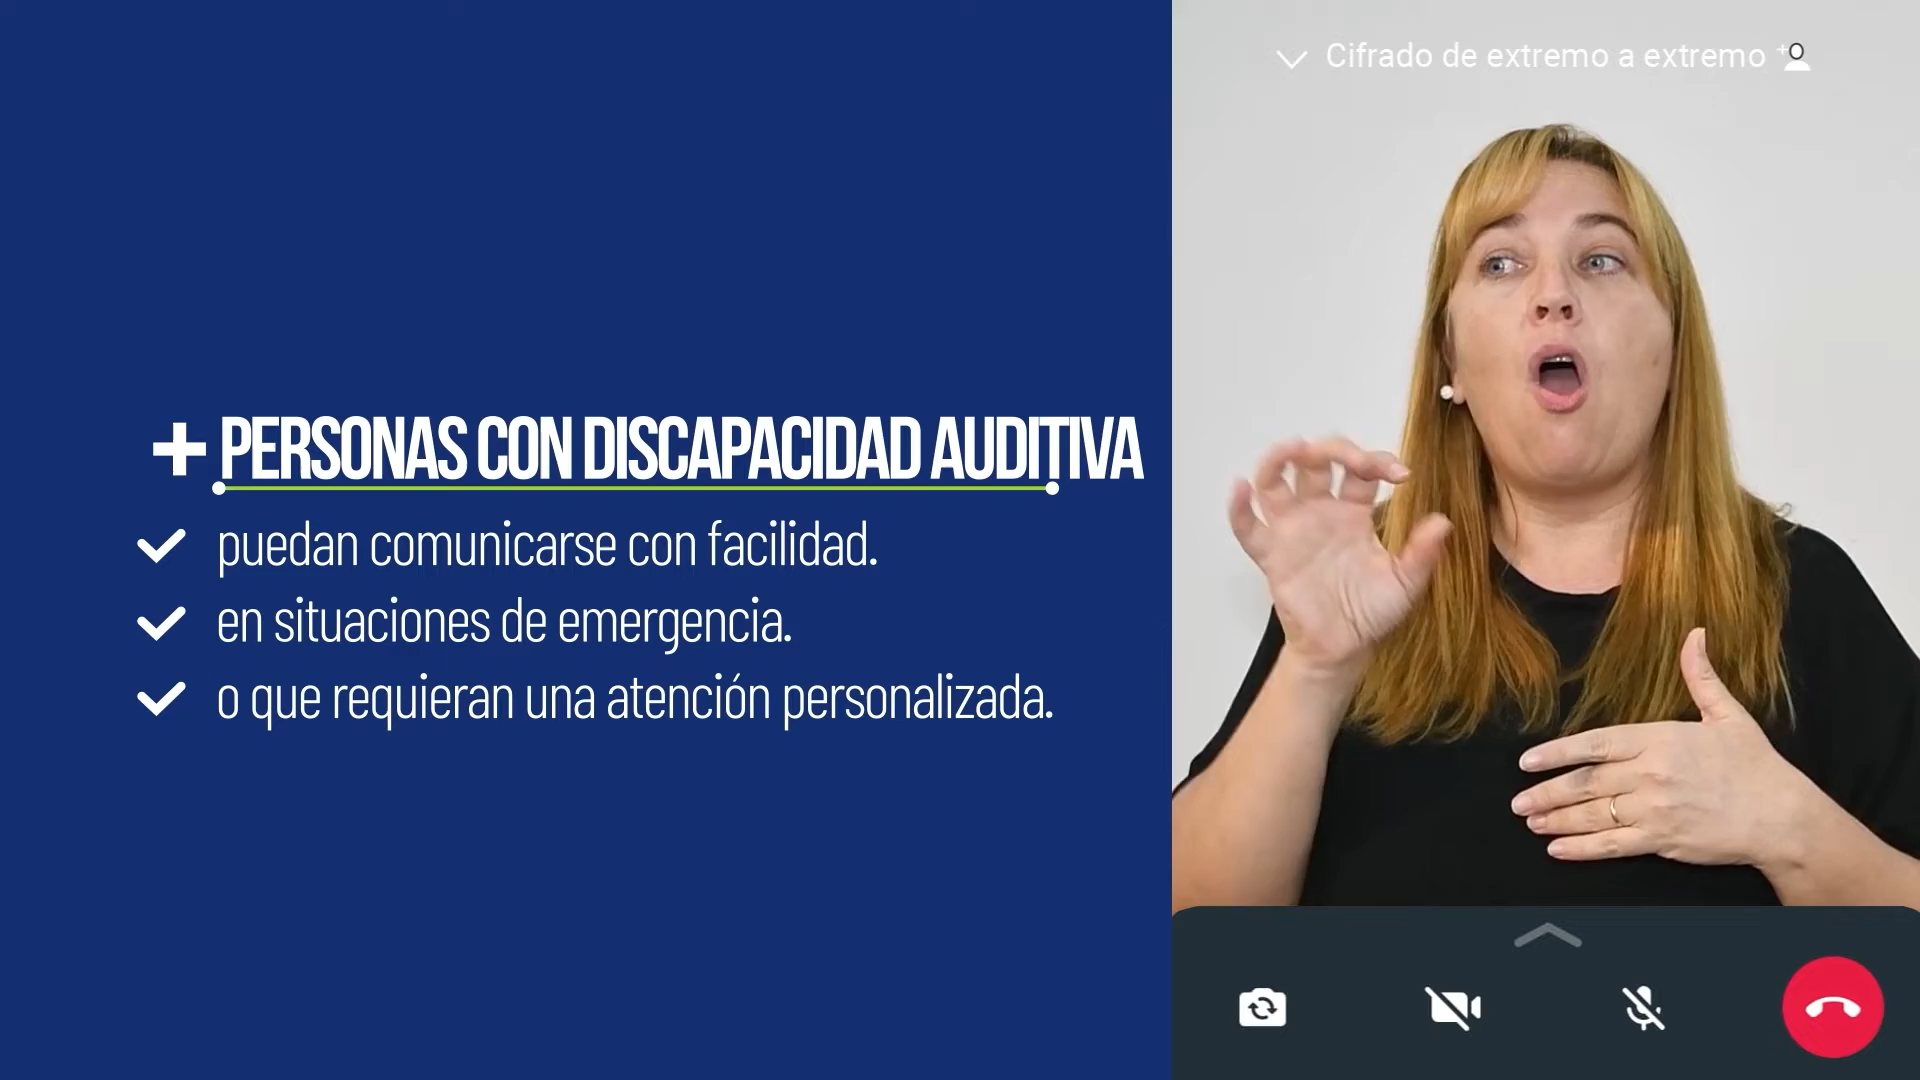 + PERSONAS CON DISCAPACIDAD AUDITIVA
puedan comunicarse con facilidad.
en situaciones de emergencia.
o que requieran una atención personalizada.
Cifrado de extremo a extremo